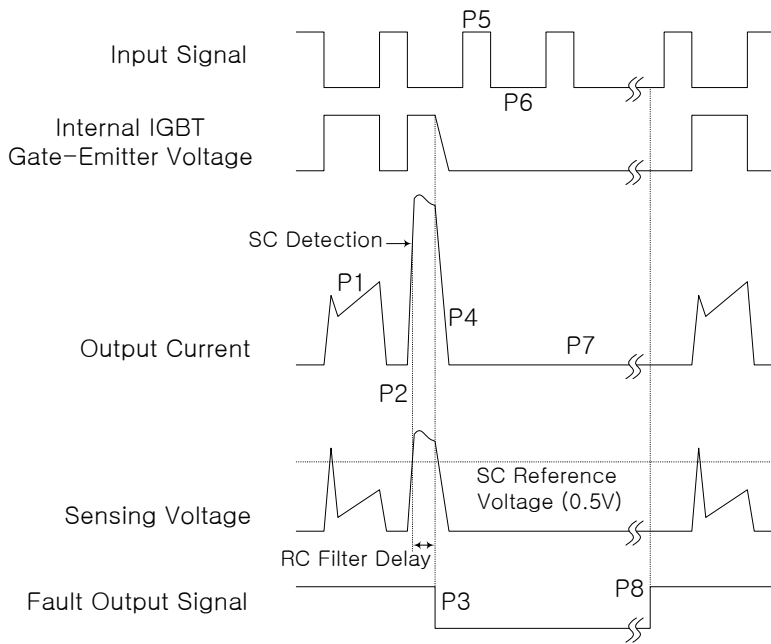 P5
Input Signal
P6
Internal IGBT
Gate-Emitter Voltage
SC Detection
P1
P4
Output Current
P7
P2
SC Reference
Voltage (0.5V)
Sensing Voltage
RC Filter Delay
P3
P8
Fault Output Signal